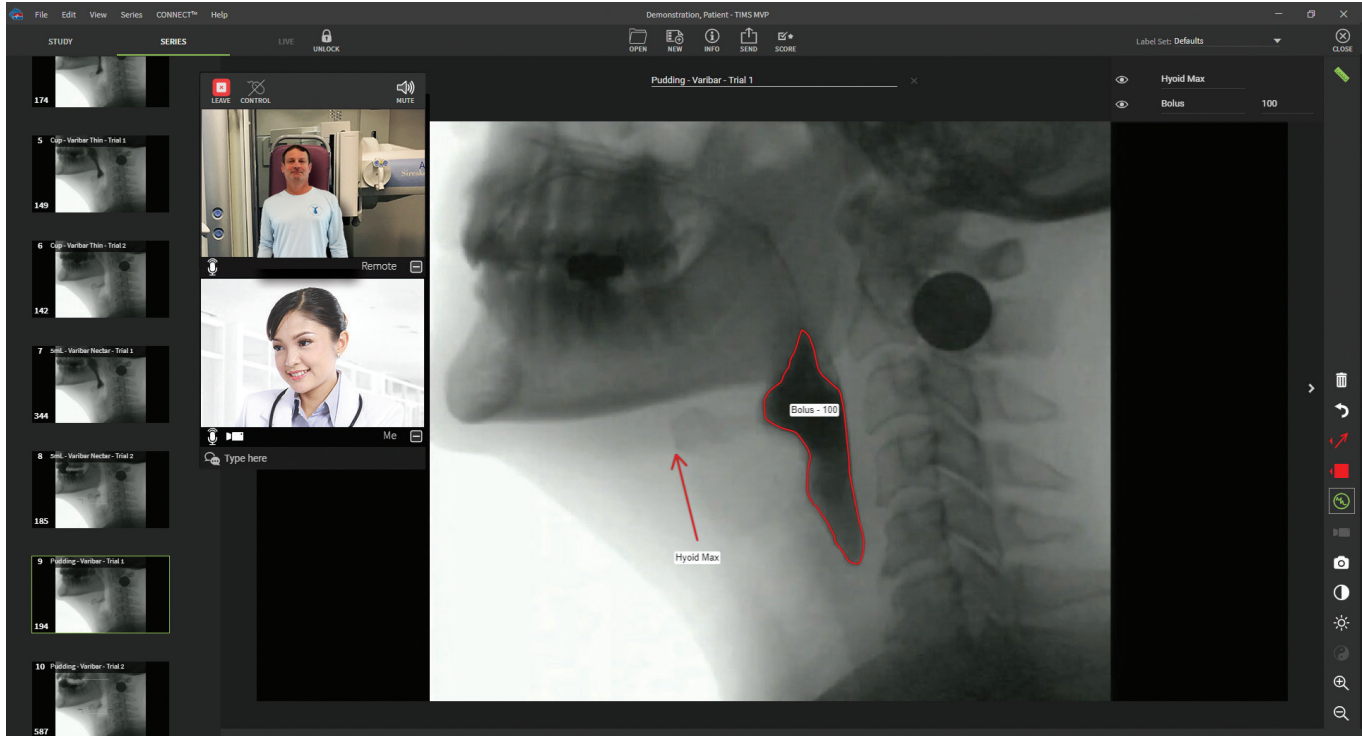 File Edit View Series CONNECT™ Help
Demonstration, Patient - TIMS MVP
STUDY SERIES LIVE UNLOCK
OPEN NEW INFO SEND SCORE
Label Set: Defaults
CLOSE
174
5 Cup - Varibar Thin - Trial 1
149
6 Cup - Varibar Thin - Trial 2
142
7 5mL - Varibar Nectar - Trial 1
344
8 5mL - Varibar Nectar - Trial 2
185
9 Pudding - Varibar - Trial 1
194
10 Pudding - Varibar - Trial 2
587
LEAVE CONTROL MUTE
Remote
Me
Type here
Pudding - Varibar - Trial 1
Hyoid Max
Bolus 100
Bolus - 100
Hyoid Max